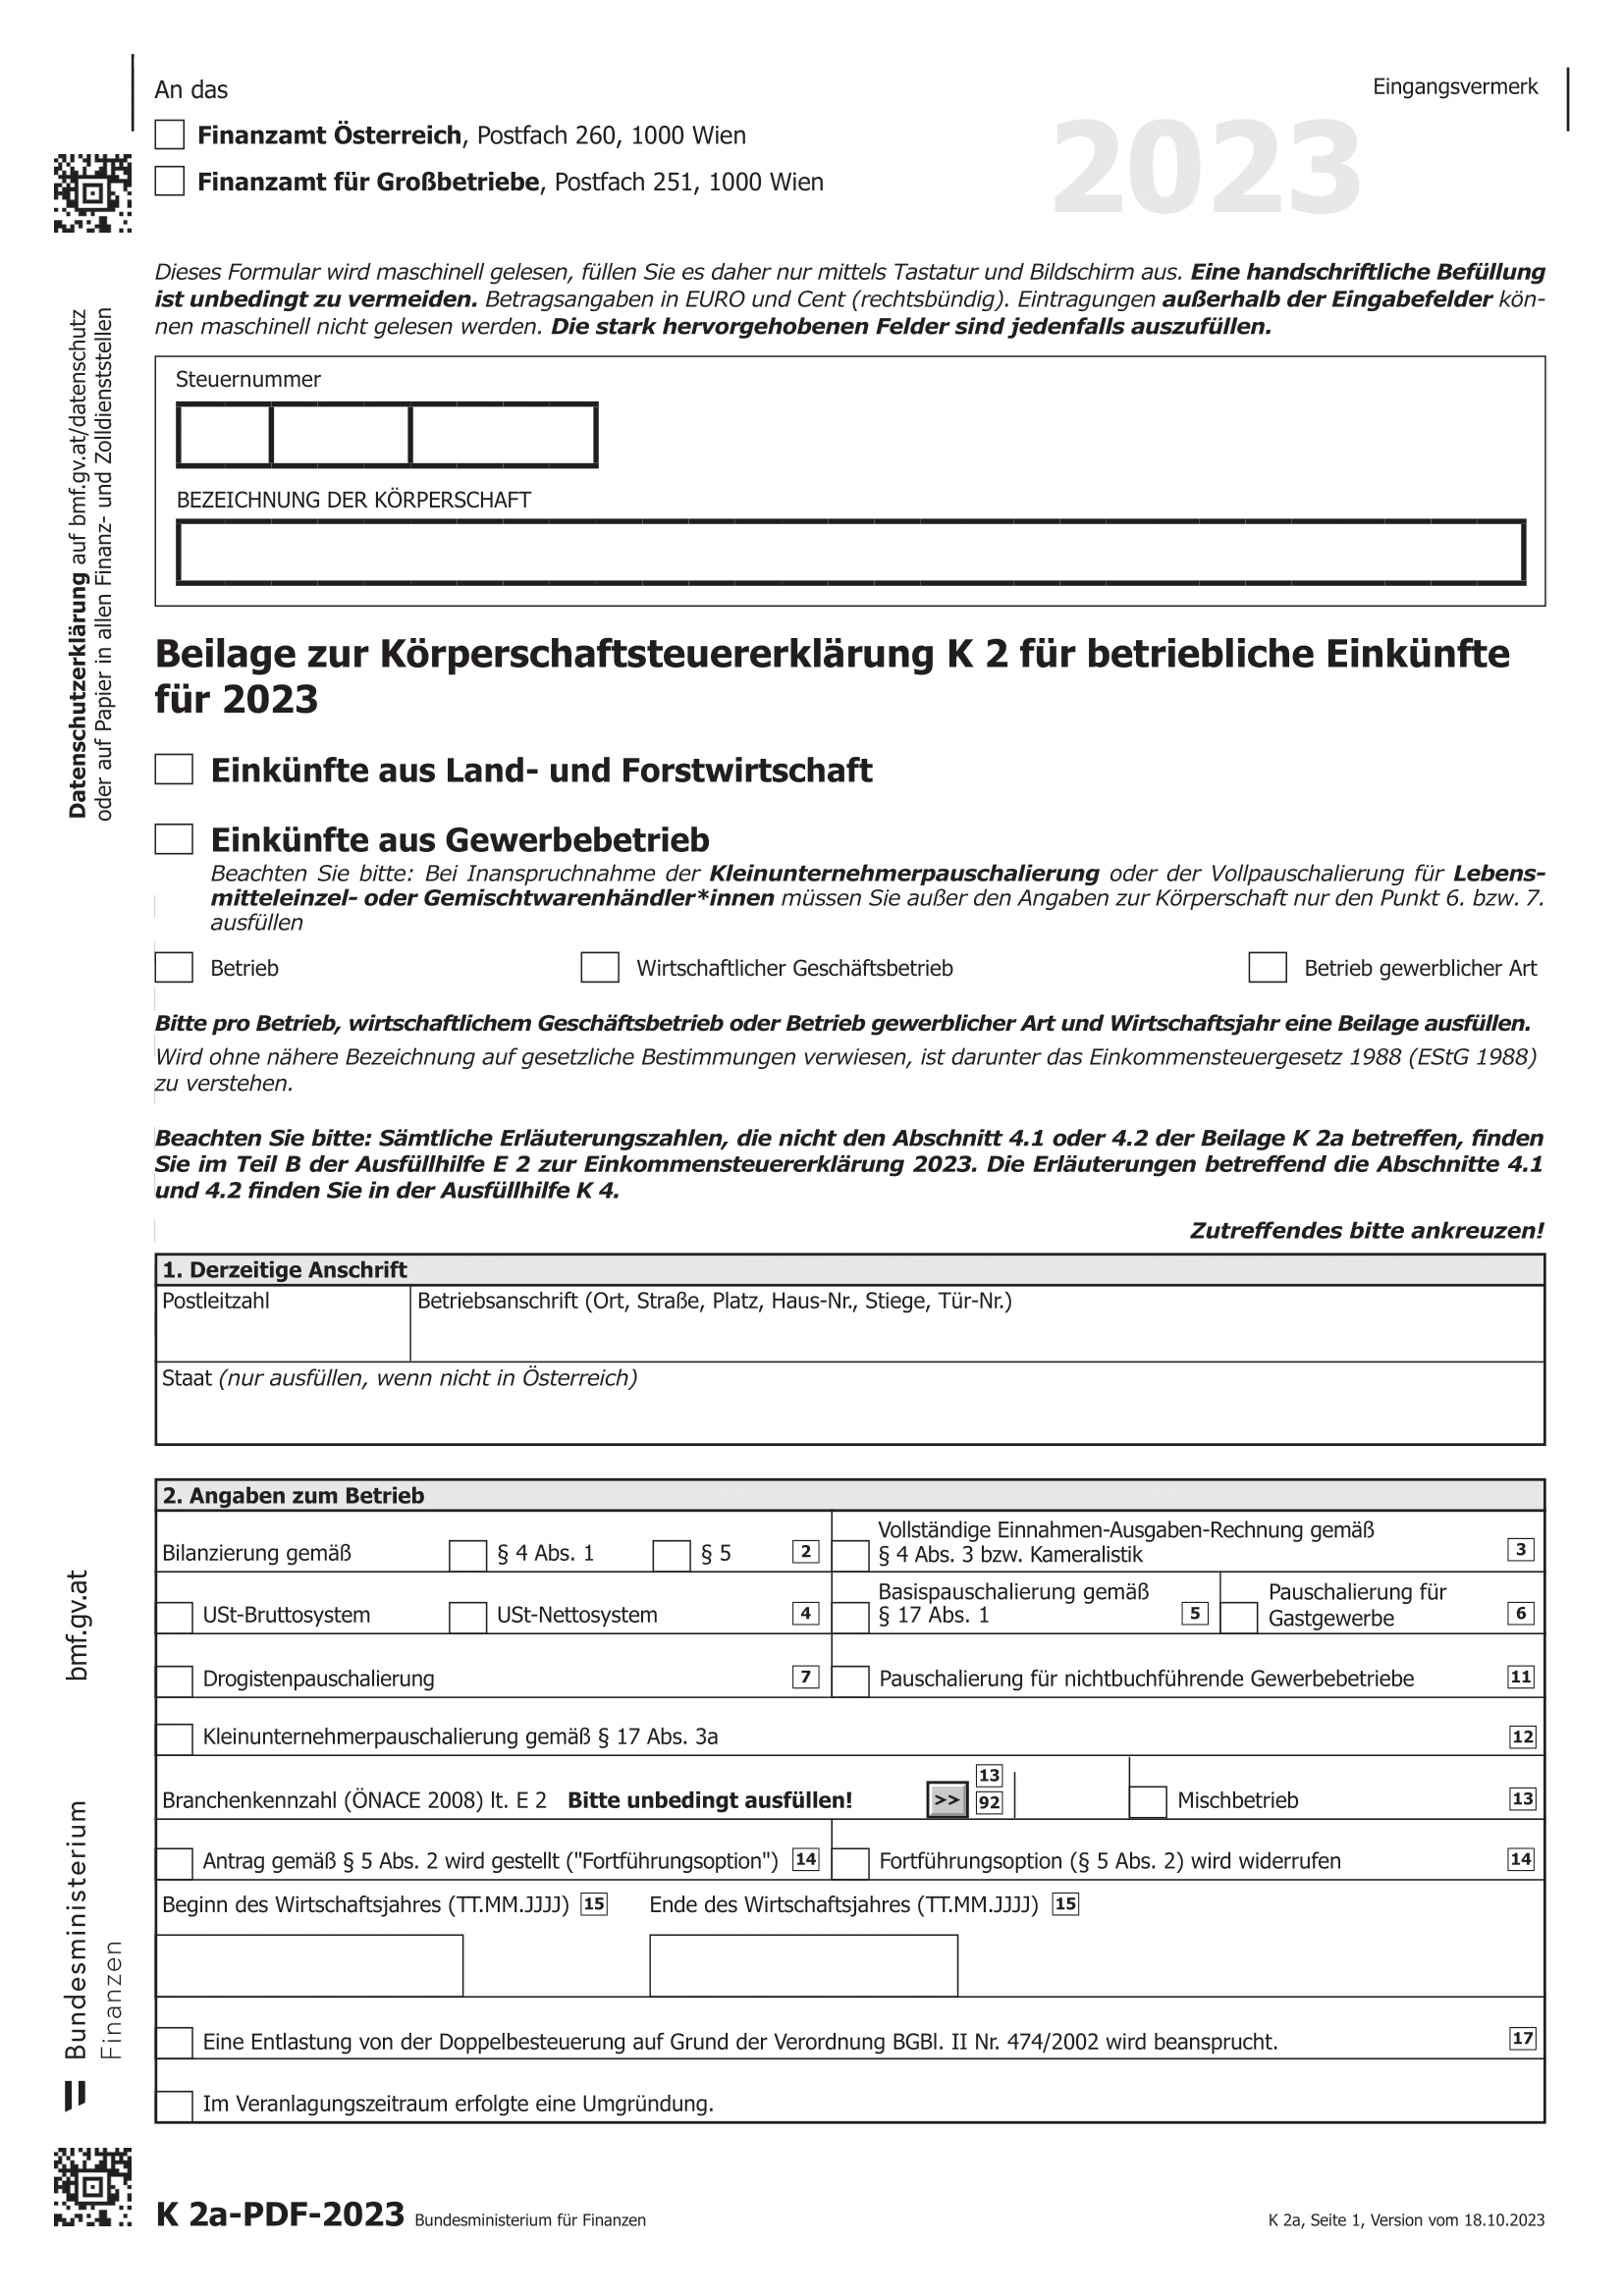 An das
Eingangsvermerk
Finanzamt Österreich, Postfach 260, 1000 Wien
Finanzamt für Großbetriebe, Postfach 251, 1000 Wien
2023
Dieses Formular wird maschinell gelesen, füllen Sie es daher nur mittels Tastatur und Bildschirm aus. Eine handschriftliche Befüllung
ist unbedingt zu vermeiden. Betragsangaben in EURO und Cent (rechtsbündig). Eintragungen außerhalb der Eingabefelder kön-
nen maschinell nicht gelesen werden. Die stark hervorgehobenen Felder sind jedenfalls auszufüllen.
Steuernummer
BEZEICHNUNG DER KÖRPERSCHAFT
Datenschutzerklärung auf bmf.gv.at/datenschutz
oder auf Papier in allen Finanz- und Zolldienststellen
Beilage zur Körperschaftsteuererklärung K 2 für betriebliche Einkünfte
für 2023
Einkünfte aus Land- und Forstwirtschaft
Einkünfte aus Gewerbebetrieb
Beachten Sie bitte: Bei Inanspruchnahme der Kleinunternehmerpauschalierung oder der Vollpauschalierung für Lebens-
mitteleinzel- oder Gemischtwarenhändler*innen müssen Sie außer den Angaben zur Körperschaft nur den Punkt 6. bzw. 7.
ausfüllen
Betrieb
Wirtschaftlicher Geschäftsbetrieb
Betrieb gewerblicher Art
Bitte pro Betrieb, wirtschaftlichem Geschäftsbetrieb oder Betrieb gewerblicher Art und Wirtschaftsjahr eine Beilage ausfüllen.
Wird ohne nähere Bezeichnung auf gesetzliche Bestimmungen verwiesen, ist darunter das Einkommensteuergesetz 1988 (EStG 1988)
zu verstehen.
Beachten Sie bitte: Sämtliche Erläuterungszahlen, die nicht den Abschnitt 4.1 oder 4.2 der Beilage K 2a betreffen, finden
Sie im Teil B der Ausfüllhilfe E 2 zur Einkommensteuererklärung 2023. Die Erläuterungen betreffend die Abschnitte 4.1
und 4.2 finden Sie in der Ausfüllhilfe K 4.
Zutreffendes bitte ankreuzen!
1. Derzeitige Anschrift
Postleitzahl
Betriebsanschrift (Ort, Straße, Platz, Haus-Nr., Stiege, Tür-Nr.)
Staat (nur ausfüllen, wenn nicht in Österreich)
2. Angaben zum Betrieb
Bilanzierung gemäß § 4 Abs. 1 § 5 2
Vollständige Einnahmen-Ausgaben-Rechnung gemäß
§ 4 Abs. 3 bzw. Kameralistik 3
USt-Bruttosystem USt-Nettosystem 4
Basispauschalierung gemäß
§ 17 Abs. 1 5
Pauschalierung für
Gastgewerbe 6
Drogistenpauschalierung 7
Pauschalierung für nichtbuchführende Gewerbebetriebe 11
Kleinunternehmerpauschalierung gemäß § 17 Abs. 3a 12
Branchenkennzahl (ÖNACE 2008) lt. E 2 Bitte unbedingt ausfüllen! >>
13
92
Mischbetrieb 13
Antrag gemäß § 5 Abs. 2 wird gestellt ("Fortführungsoption") 14
Fortführungsoption (§ 5 Abs. 2) wird widerrufen 14
Beginn des Wirtschaftsjahres (TT.MM.JJJJ) 15
Ende des Wirtschaftsjahres (TT.MM.JJJJ) 15
Eine Entlastung von der Doppelbesteuerung auf Grund der Verordnung BGBl. II Nr. 474/2002 wird beansprucht. 17
Im Veranlagungszeitraum erfolgte eine Umgründung.
bmf.gv.at
Bundesministerium
Finanzen
K 2a-PDF-2023 Bundesministerium für Finanzen
K 2a, Seite 1, Version vom 18.10.2023